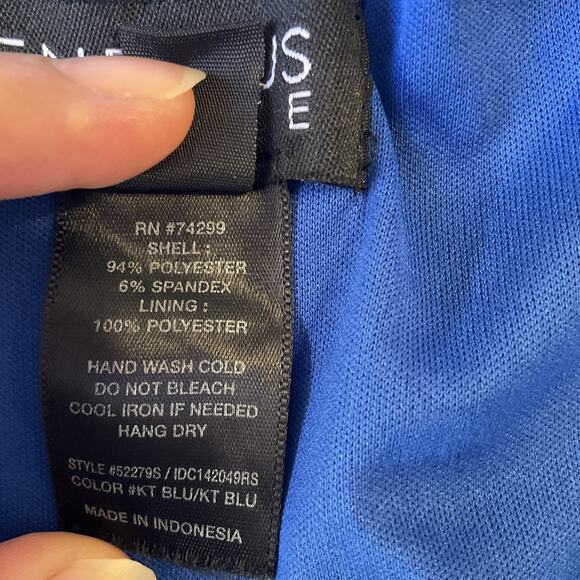 US
E
RN #74299
SHELL :
94% POLYESTER
6% SPANDEX
LINING :
100% POLYESTER
HAND WASH COLD
DO NOT BLEACH
COOL IRON IF NEEDED
HANG DRY
STYLE #52279S / IDC142049RS
COLOR #KT BLU/KT BLU
MADE IN INDONESIA